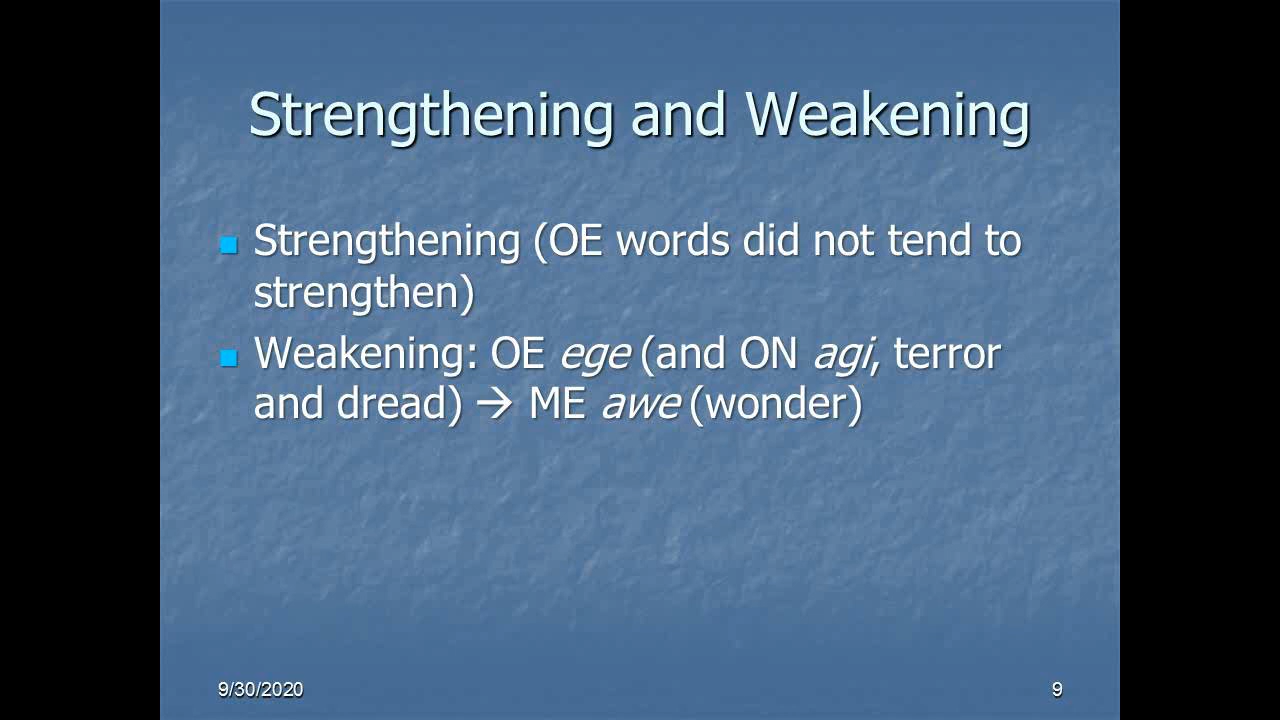 Strengthening and Weakening
Strengthening (OE words did not tend to
strengthen)
Weakening: OE ege (and ON agi, terror
and dread) → ME awe (wonder)
9/30/2020
9